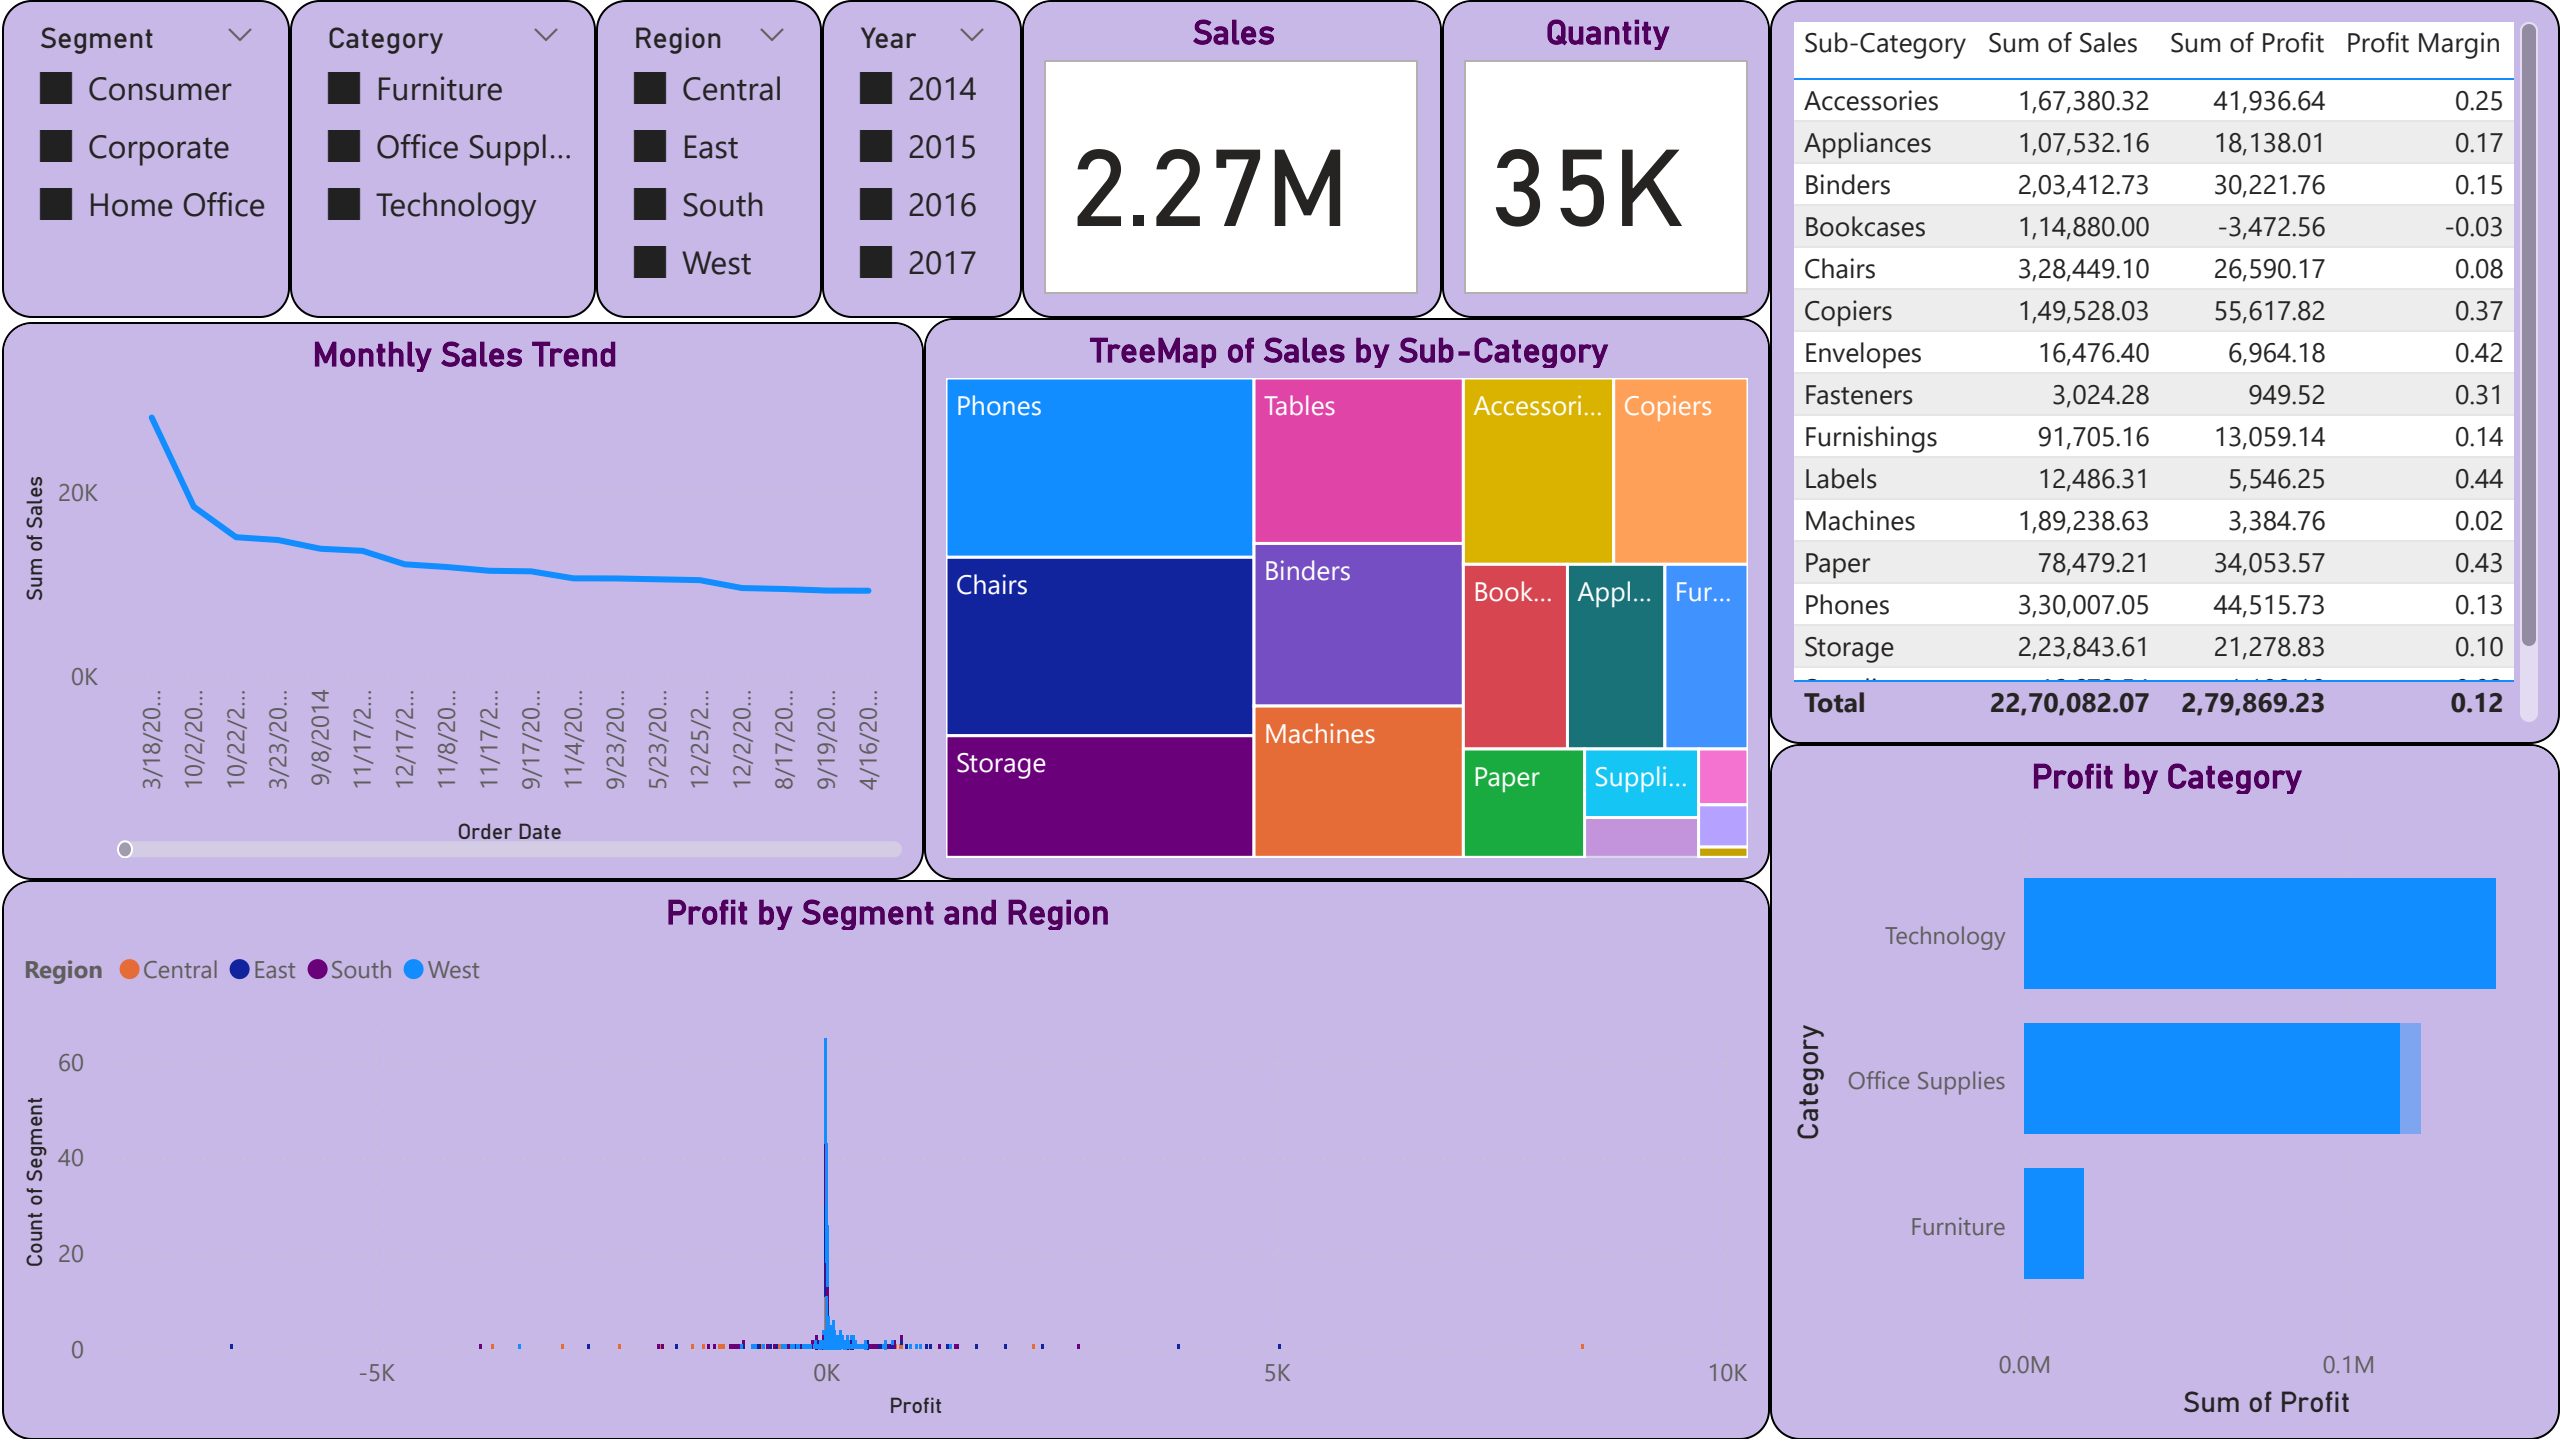 Segment
Consumer
Corporate
Home Office
Category
Furniture
Office Suppl...
Technology
Region
Central
East
South
West
Year
2014
2015
2016
2017
Sales
2.27M
Quantity
35K
Sub-Category Sum of Sales Sum of Profit Profit Margin
Accessories 1,67,380.32 41,936.64 0.25
Appliances 1,07,532.16 18,138.01 0.17
Binders 2,03,412.73 30,221.76 0.15
Bookcases 1,14,880.00 -3,472.56 -0.03
Chairs 3,28,449.10 26,590.17 0.08
Copiers 1,49,528.03 55,617.82 0.37
Envelopes 16,476.40 6,964.18 0.42
Fasteners 3,024.28 949.52 0.31
Furnishings 91,705.16 13,059.14 0.14
Labels 12,486.31 5,546.25 0.44
Machines 1,89,238.63 3,384.76 0.02
Paper 78,479.21 34,053.57 0.43
Phones 3,30,007.05 44,515.73 0.13
Storage 2,23,843.61 21,278.83 0.10
Total 22,70,082.07 2,79,869.23 0.12
Monthly Sales Trend
Sum of Sales
20K
0K
3/18/20...
10/2/20...
10/22/2...
3/23/20...
9/8/2014
11/17/2...
12/17/2...
11/8/20...
11/17/2...
9/17/20...
11/4/20...
9/23/20...
5/23/20...
12/25/2...
12/2/20...
8/17/20...
9/19/20...
4/16/20...
Order Date
TreeMap of Sales by Sub-Category
Phones
Chairs
Storage
Tables
Binders
Machines
Accessori...
Copiers
Book...
Appl...
Fur...
Paper
Suppli...
Profit by Segment and Region
Region Central East South West
Count of Segment
60
40
20
0
-5K 0K 5K 10K
Profit
Profit by Category
Category
Technology
Office Supplies
Furniture
0.0M 0.1M
Sum of Profit